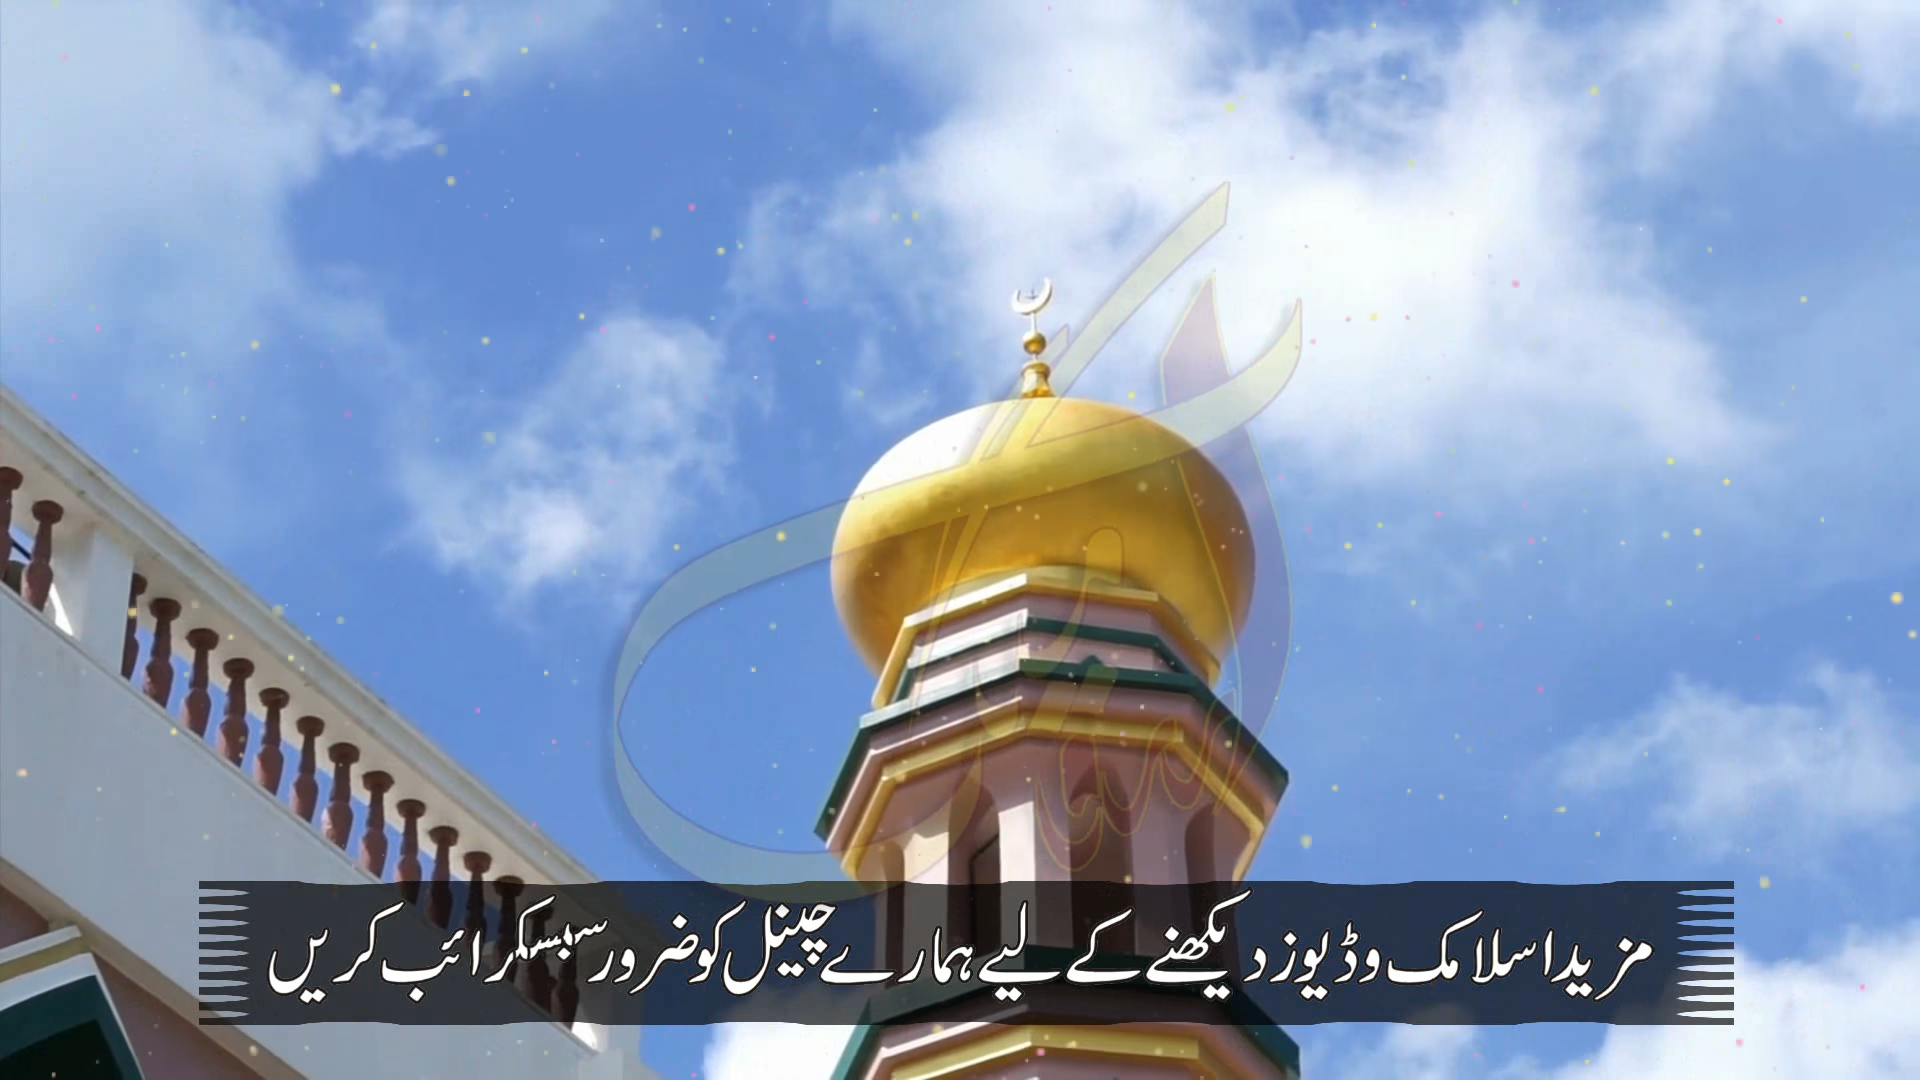 مزید اسلامک وڈیوز دیکھنے کے لیے ہمارے چینل کو ضرور سبسکرائب کریں